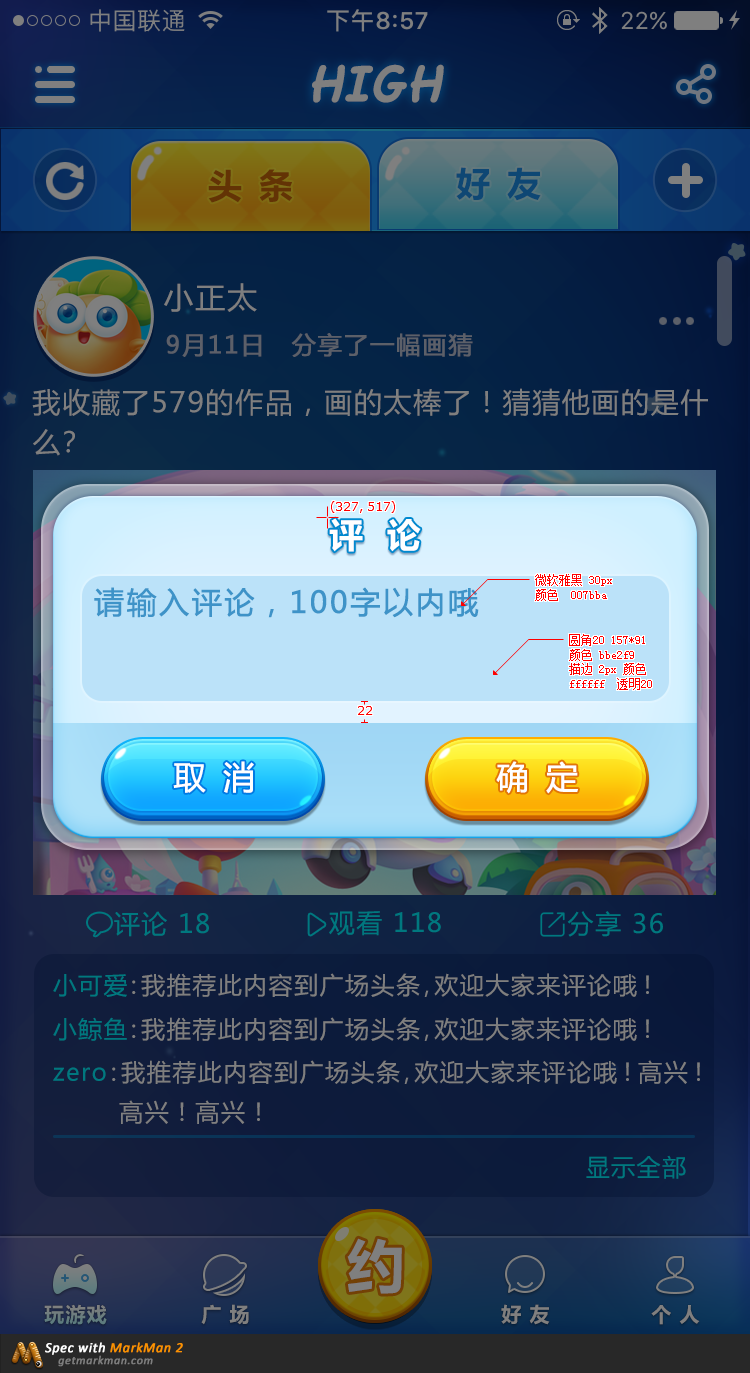 中国联通 下午8:57 22%
HIGH
头条 好友
小正太
9月11日 分享了一幅画猜
我收藏了579的作品，画的太棒了！猜猜他画的是什
么?
(327, 517)
评 论
请输入评论，100字以内哦
微软雅黑 30px
颜色 007bba
圆角20 157*91
颜色 bbe2f9
描边 2px 颜色
ffffff 透明20
22
取消 确定
评论 18 观看 118 分享 36
小可爱:我推荐此内容到广场头条,欢迎大家来评论哦！
小鲸鱼:我推荐此内容到广场头条,欢迎大家来评论哦！
zero:我推荐此内容到广场头条,欢迎大家来评论哦！高兴！
高兴！高兴！
显示全部
玩游戏 广场 约 好友 个人
Spec with MarkMan 2
getmarkman.com